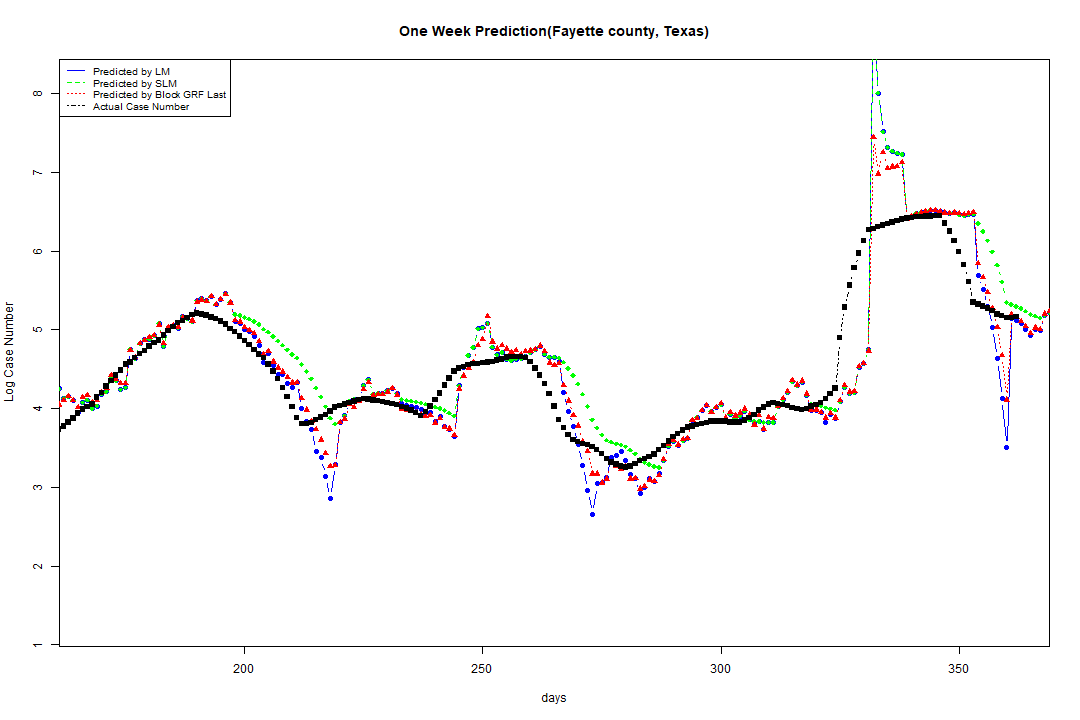 One Week Prediction(Fayette county, Texas)
Predicted by LM
Predicted by SLM
Predicted by Block GRF Last
Actual Case Number
8
7
6
5
4
3
2
1
Log Case Number
200
250
300
350
days